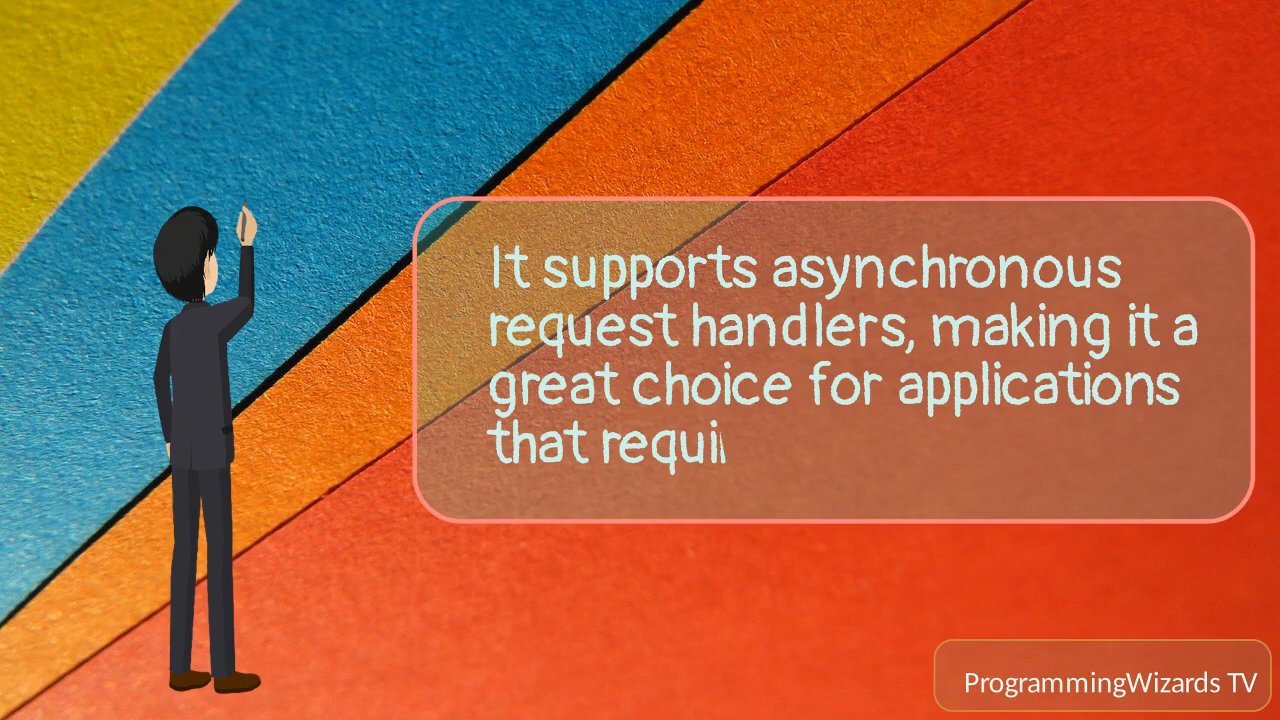 It supports asynchronous
request handlers, making it a
great choice for applications
that requi
ProgrammingWizards TV